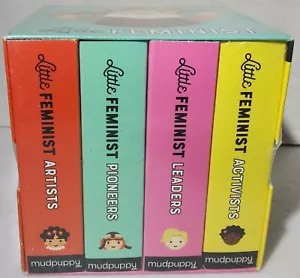 Little FEMINIST ARTISTS
mudpuppy
Little FEMINIST PIONEERS
mudpuppy
Little FEMINIST LEADERS
mudpuppy
Little FEMINIST ACTIVISTS
mudpuppy